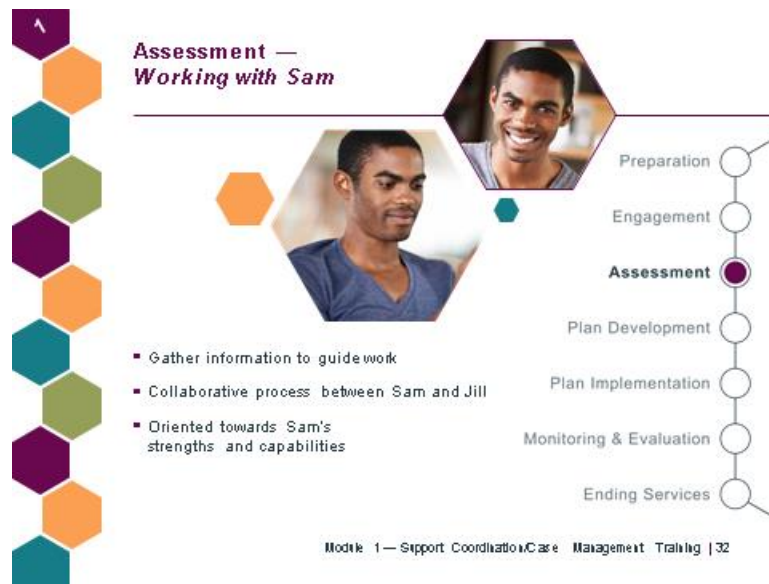 1
Assessment —
Working with Sam
Preparation
Engagement
Assessment
Plan Development
Plan Implementation
Monitoring & Evaluation
Ending Services
Gather information to guide work
Collaborative process between Sam and Jill
Oriented towards Sam's
strengths and capabilities
Module 1 — Support Coordination/Case Management Training | 32